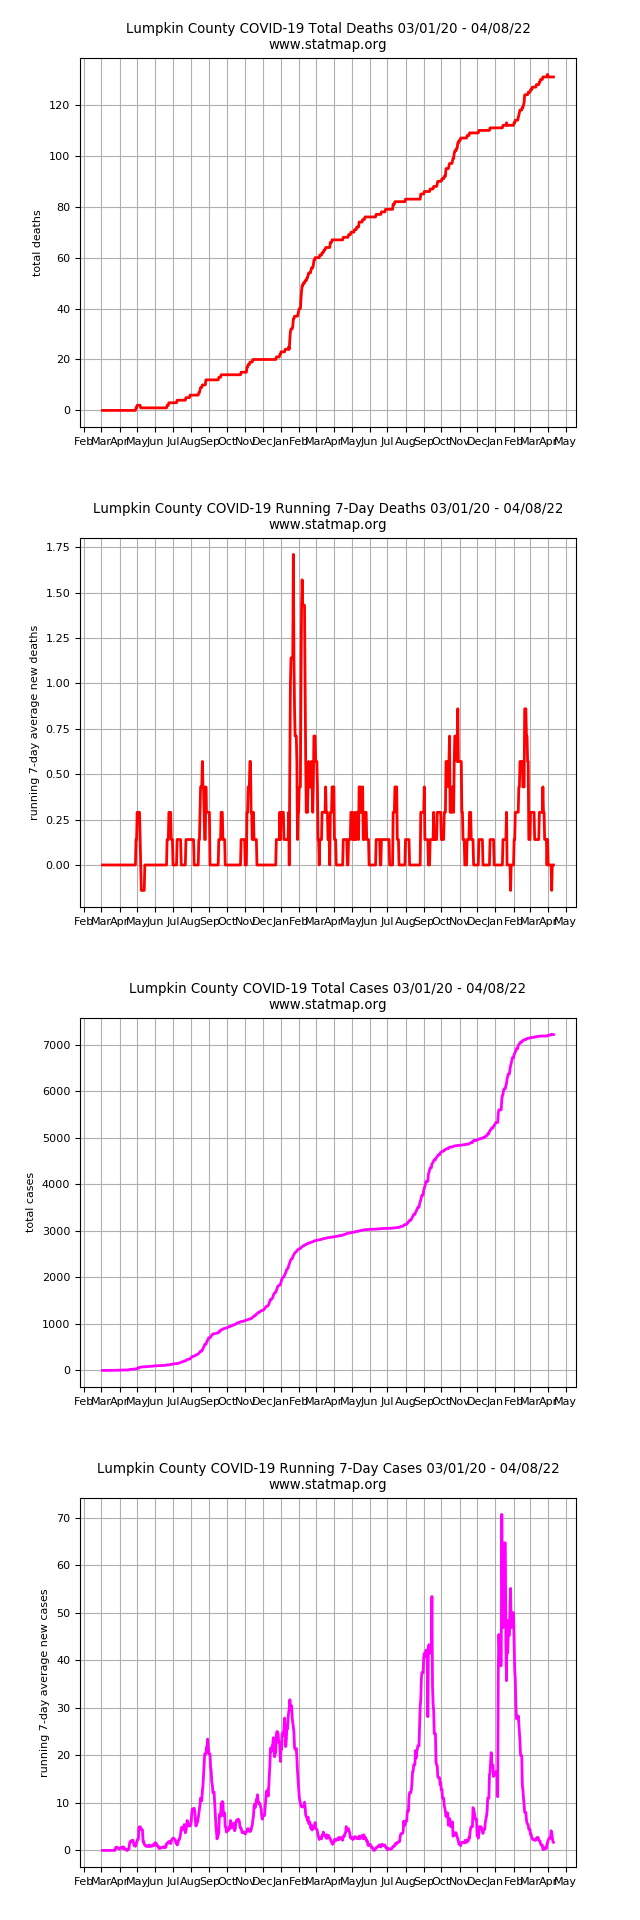 Lumpkin County COVID-19 Total Deaths 03/01/20 - 04/08/22
www.statmap.org
total deaths
120
100
80
60
40
20
0
Feb Mar Apr May Jun Jul Aug Sep Oct Nov Dec Jan Feb Mar Apr May Jun Jul Aug Sep Oct Nov Dec Jan Feb Mar Apr May
Lumpkin County COVID-19 Running 7-Day Deaths 03/01/20 - 04/08/22
www.statmap.org
running 7-day average new deaths
1.75
1.50
1.25
1.00
0.75
0.50
0.25
0.00
Feb Mar Apr May Jun Jul Aug Sep Oct Nov Dec Jan Feb Mar Apr May Jun Jul Aug Sep Oct Nov Dec Jan Feb Mar Apr May
Lumpkin County COVID-19 Total Cases 03/01/20 - 04/08/22
www.statmap.org
total cases
7000
6000
5000
4000
3000
2000
1000
0
Feb Mar Apr May Jun Jul Aug Sep Oct Nov Dec Jan Feb Mar Apr May Jun Jul Aug Sep Oct Nov Dec Jan Feb Mar Apr May
Lumpkin County COVID-19 Running 7-Day Cases 03/01/20 - 04/08/22
www.statmap.org
running 7-day average new cases
70
60
50
40
30
20
10
0
Feb Mar Apr May Jun Jul Aug Sep Oct Nov Dec Jan Feb Mar Apr May Jun Jul Aug Sep Oct Nov Dec Jan Feb Mar Apr May